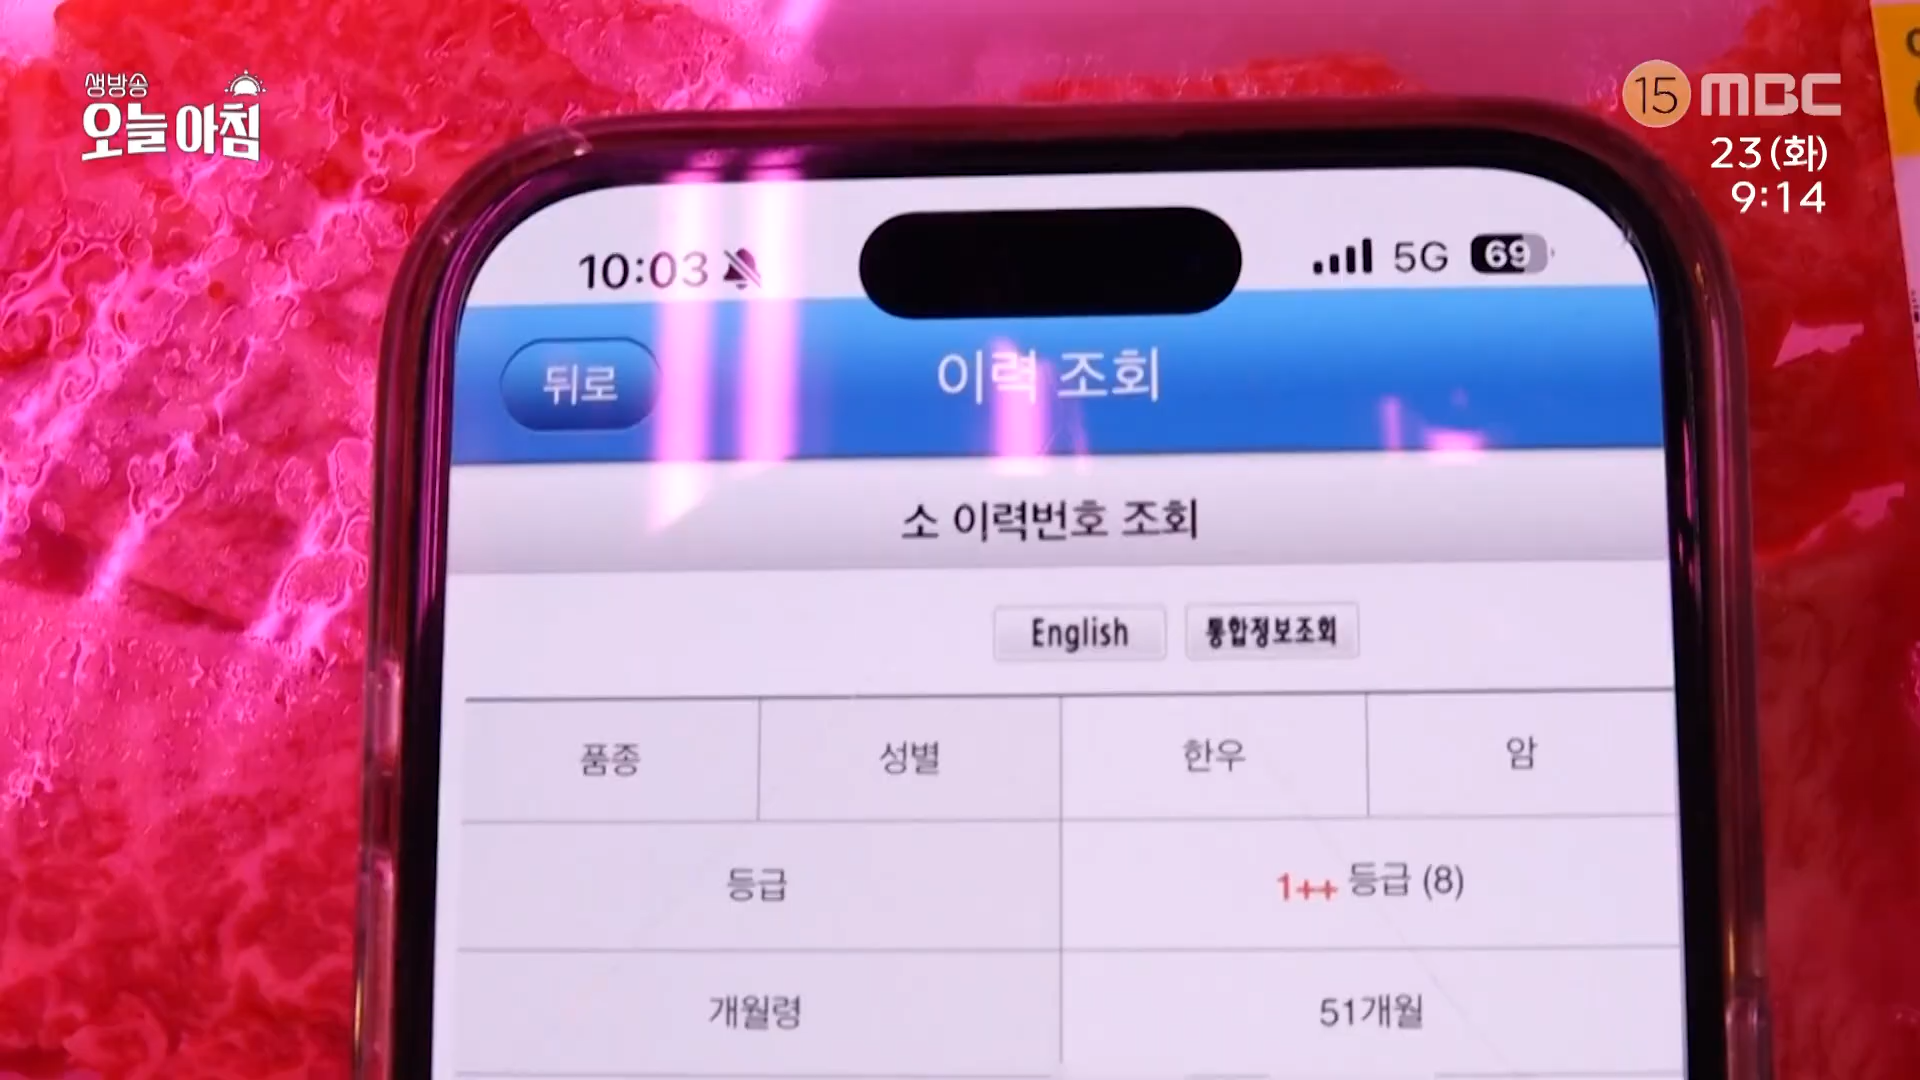 생방송
오늘 아침
15 MBC
23(화)
9:14
10:03
5G 69
뒤로
이력 조회
소 이력번호 조회
English 통합정보조회
품종 성별 한우 암
등급 1++ 등급 (8)
개월령 51개월